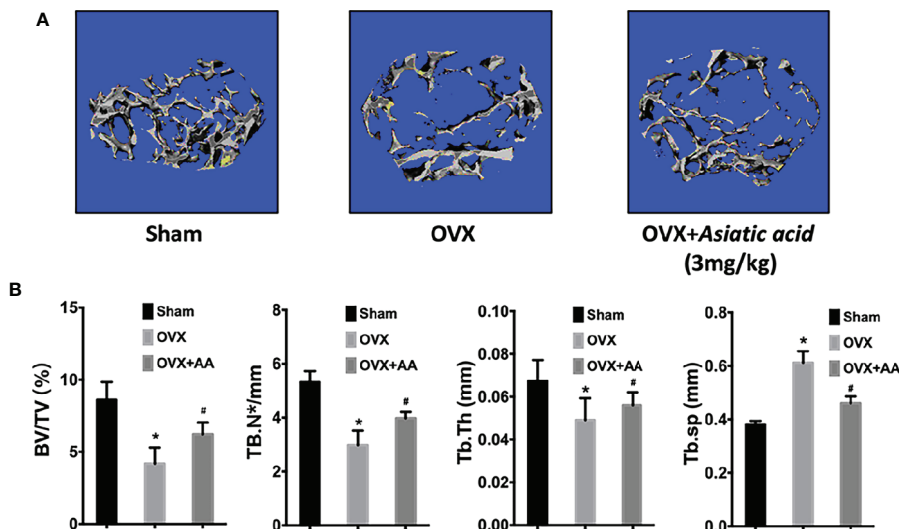 A
Sham
OVX
OVX+Asiatic acid
(3mg/kg)
B
BV/TV (%)
15
10
5
0
Sham
OVX
OVX+AA
*
#
TB.N*/mm
8
6
4
2
0
Sham
OVX
OVX+AA
*
#
Tb.Th (mm)
0.10
0.08
0.06
0.04
0.02
0.00
Sham
OVX
OVX+AA
*
#
Tb.sp (mm)
0.8
0.6
0.4
0.2
0.0
Sham
OVX
OVX+AA
*
#